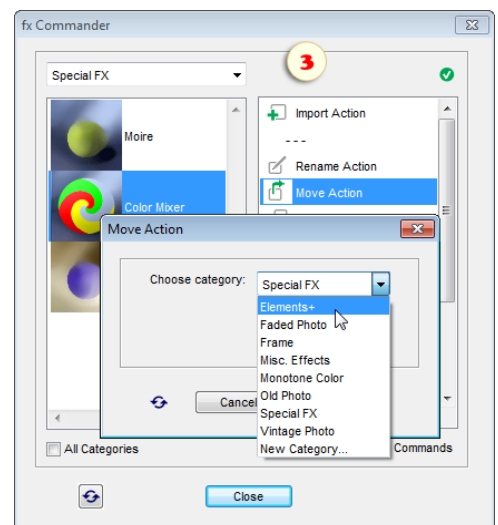 fx Commander
3
Special FX
Moire
Color Mixer
Import Action
---
Rename Action
Move Action
Move Action
Choose category:
Special FX
Elements+
Faded Photo
Frame
Misc. Effects
Monotone Color
Old Photo
Special FX
Vintage Photo
New Category...
Cancel
All Categories
Commands
Close